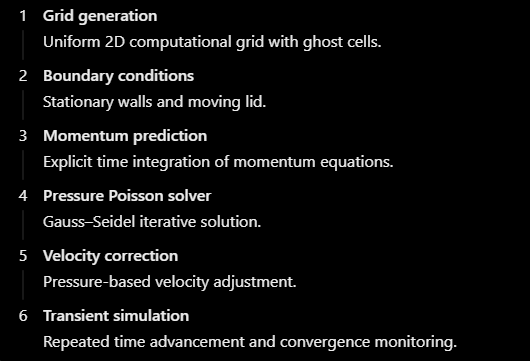 1 Grid generation
Uniform 2D computational grid with ghost cells.
2 Boundary conditions
Stationary walls and moving lid.
3 Momentum prediction
Explicit time integration of momentum equations.
4 Pressure Poisson solver
Gauss–Seidel iterative solution.
5 Velocity correction
Pressure-based velocity adjustment.
6 Transient simulation
Repeated time advancement and convergence monitoring.